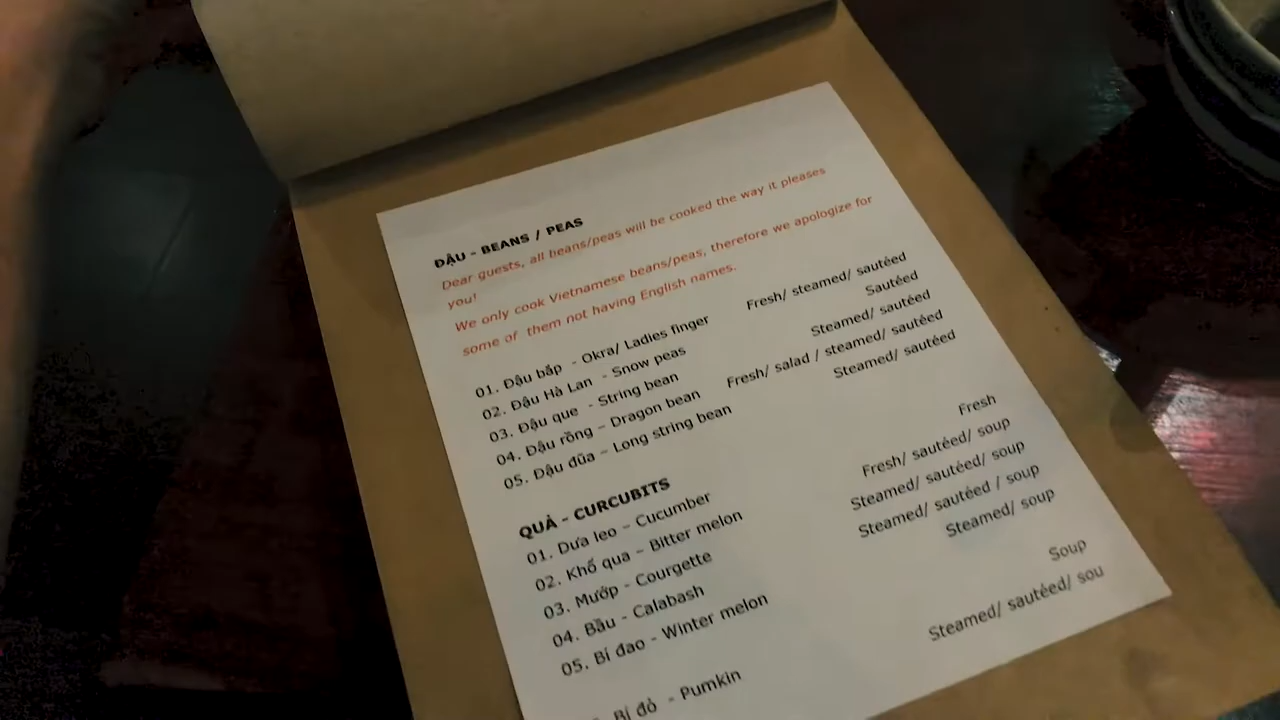 ĐẬU - BEANS / PEAS
Dear guests, all beans/peas will be cooked the way it pleases
you!
We only cook Vietnamese beans/peas, therefore we apologize for
some of them not having English names.
01. Đậu bắp - Okra/ Ladies finger Fresh/ steamed/ sautéed
02. Đậu Hà Lan - Snow peas Sautéed
03. Đậu que - String bean Steamed/ sautéed
04. Đậu rồng – Dragon bean Fresh/ salad / steamed/ sautéed
05. Đậu đũa – Long string bean Steamed/ sautéed
QUẢ - CURCUBITS
01. Dưa leo – Cucumber Fresh
02. Khổ qua – Bitter melon Fresh/ sautéed/ soup
03. Mướp - Courgette Steamed/ sautéed/ soup
04. Bầu - Calabash Steamed/ sautéed / soup
05. Bí đao - Winter melon Steamed/ soup
Soup
Bí đỏ - Pumkin Steamed/ sautéed/ sou